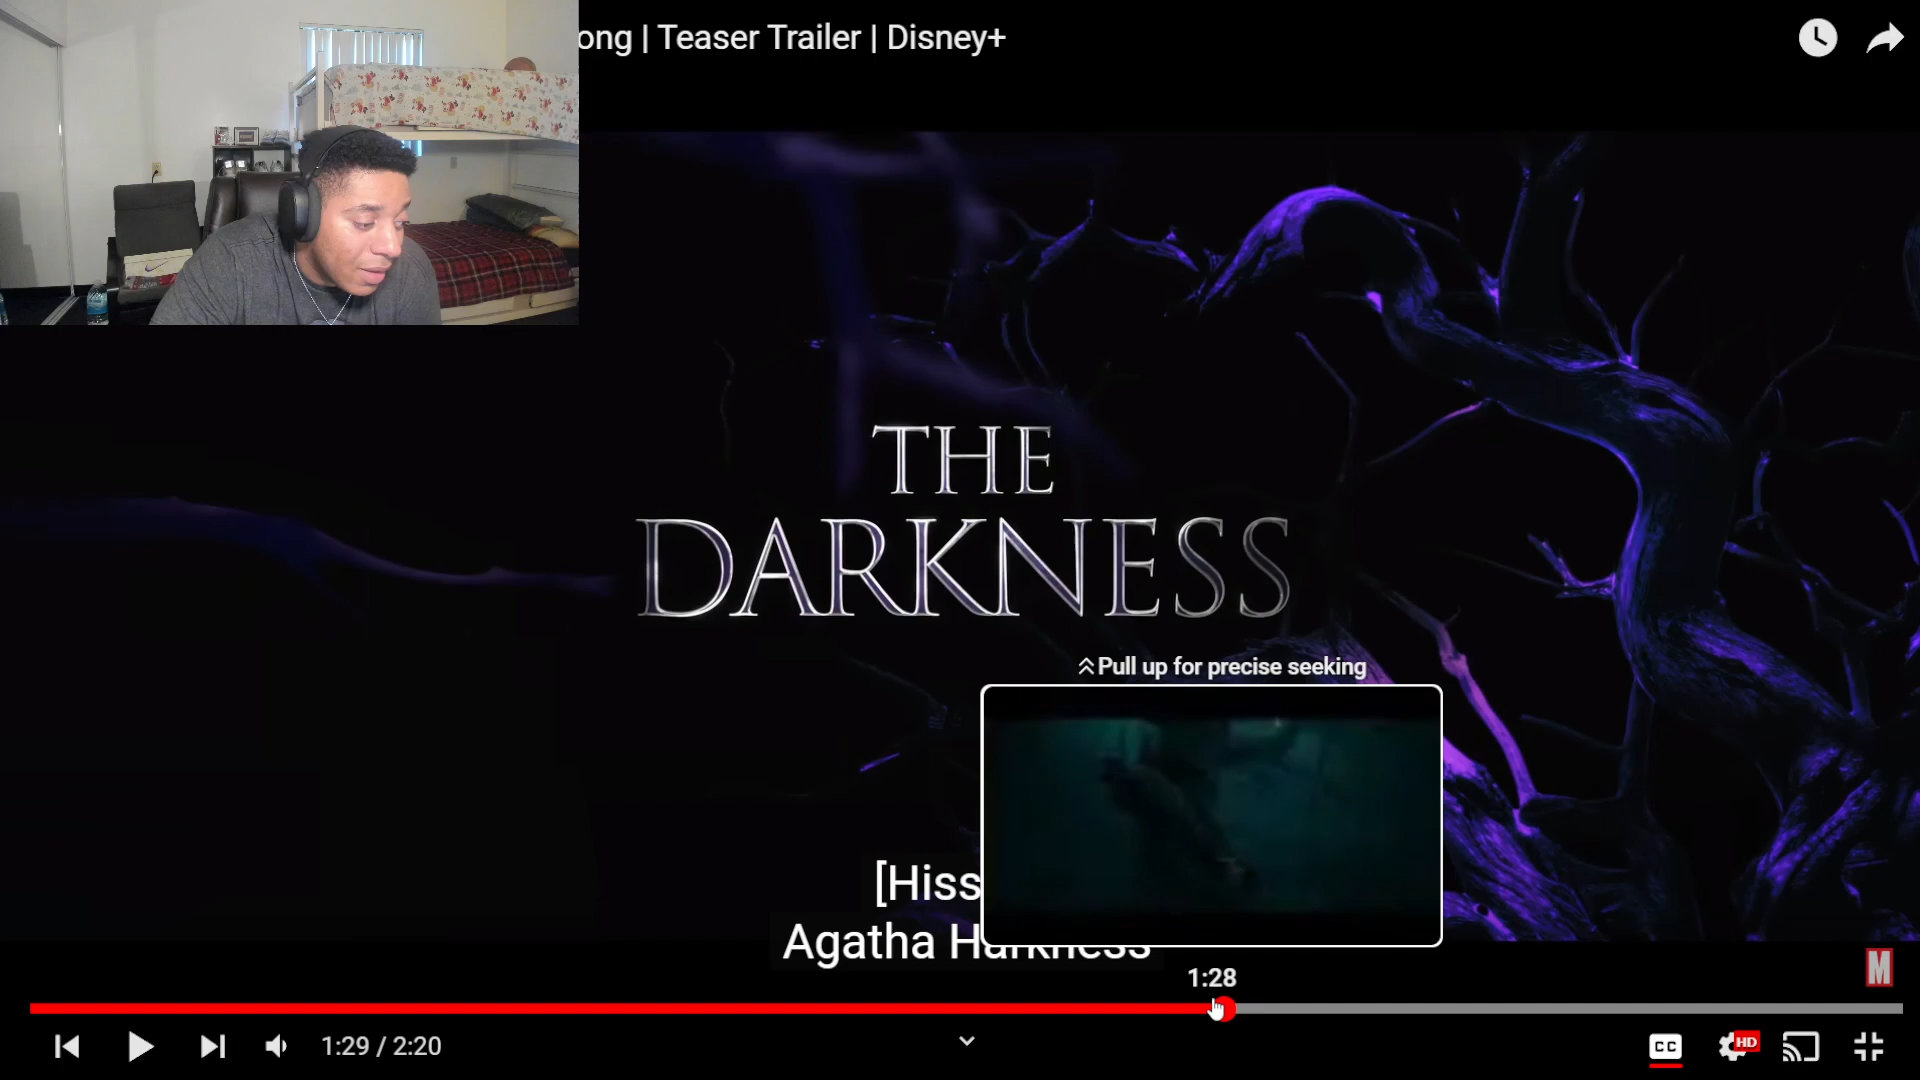 ong | Teaser Trailer | Disney+
THE
DARKNESS
Pull up for precise seeking
[Hiss
Agatha Harkness
1:28
M
1:29 / 2:20
CC
HD